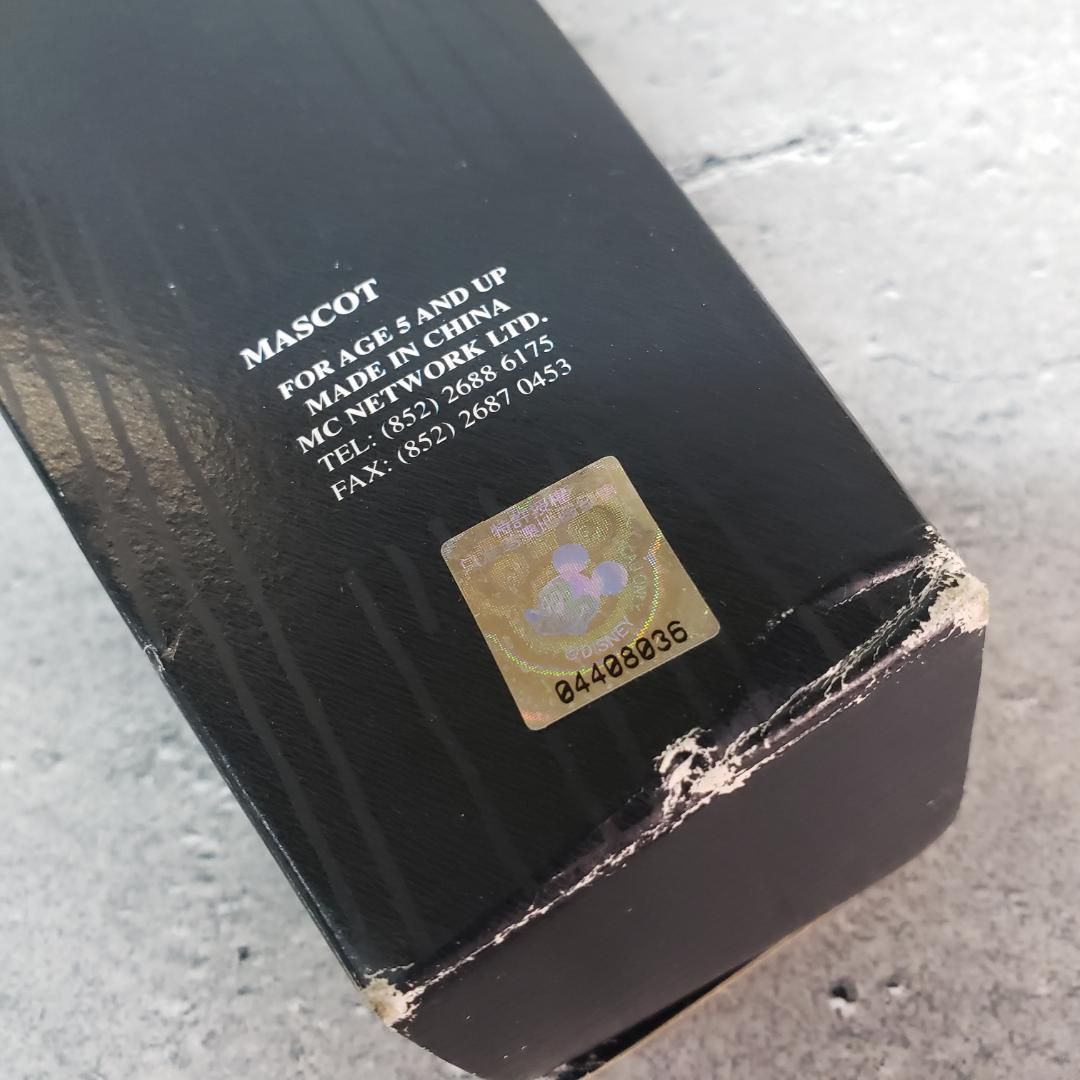 MASCOT
FOR AGE 5 AND UP
MADE IN CHINA
MC NETWORK LTD.
TEL: (852) 2688 6175
FAX: (852) 2687 0453
©DISNEY
04408036